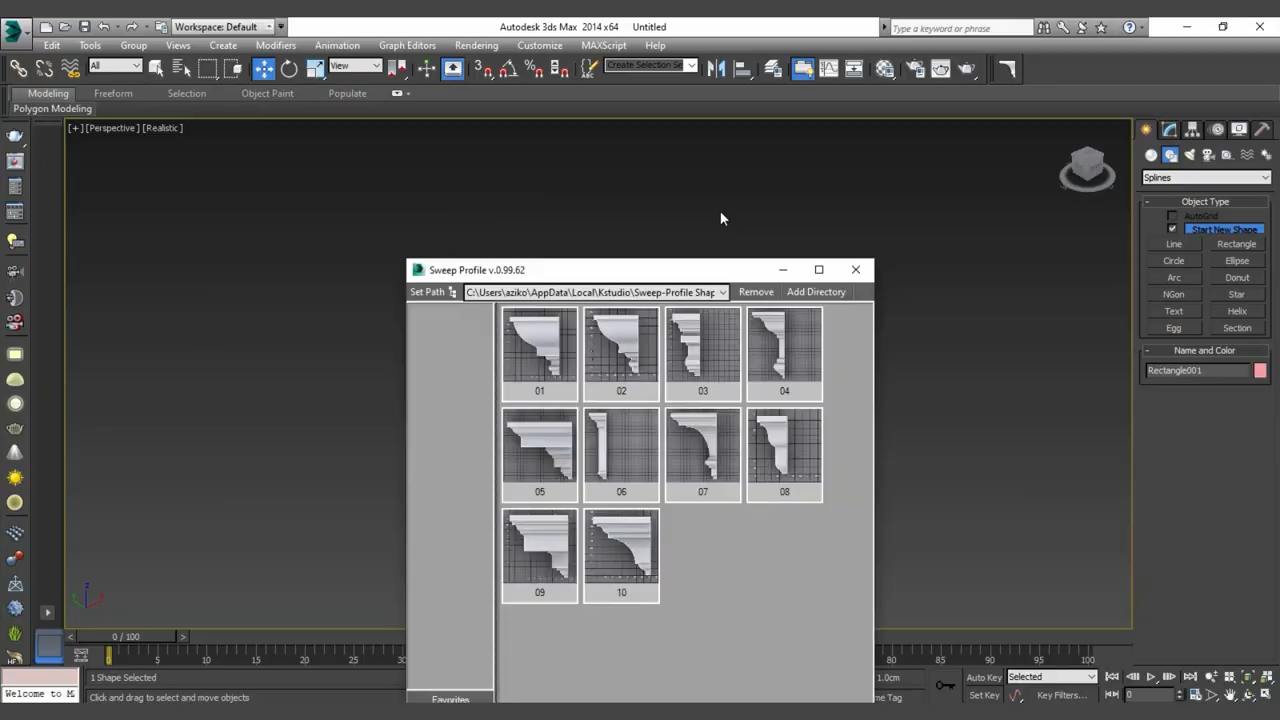 Workspace: Default
Autodesk 3ds Max 2014 x64 Untitled
Type a keyword or phrase
Edit Tools Group Views Create Modifiers Animation Graph Editors Rendering Customize MAXScript Help
All
View
Create Selection Se
Modeling Freeform Selection Object Paint Populate
Polygon Modeling
[+] [Perspective] [Realistic]
Splines
Object Type
AutoGrid
Start New Shape
Line Rectangle
Circle Ellipse
Arc Donut
NGon Star
Text Helix
Egg Section
Name and Color
Rectangle001
Sweep Profile v.0.99.62
Set Path C:\Users\aziko\AppData\Local\Kstudio\Sweep-Profile Shap Remove Add Directory
01 02 03 04
05 06 07 08
09 10
Favorites
z
0 / 100
0 5 10 15 20 25 30 80 85 90 95 100
1 Shape Selected
1.0cm
Auto Key Selected
Welcome to M
Click and drag to select and move objects
me Tag
Set Key Key Filters... 0